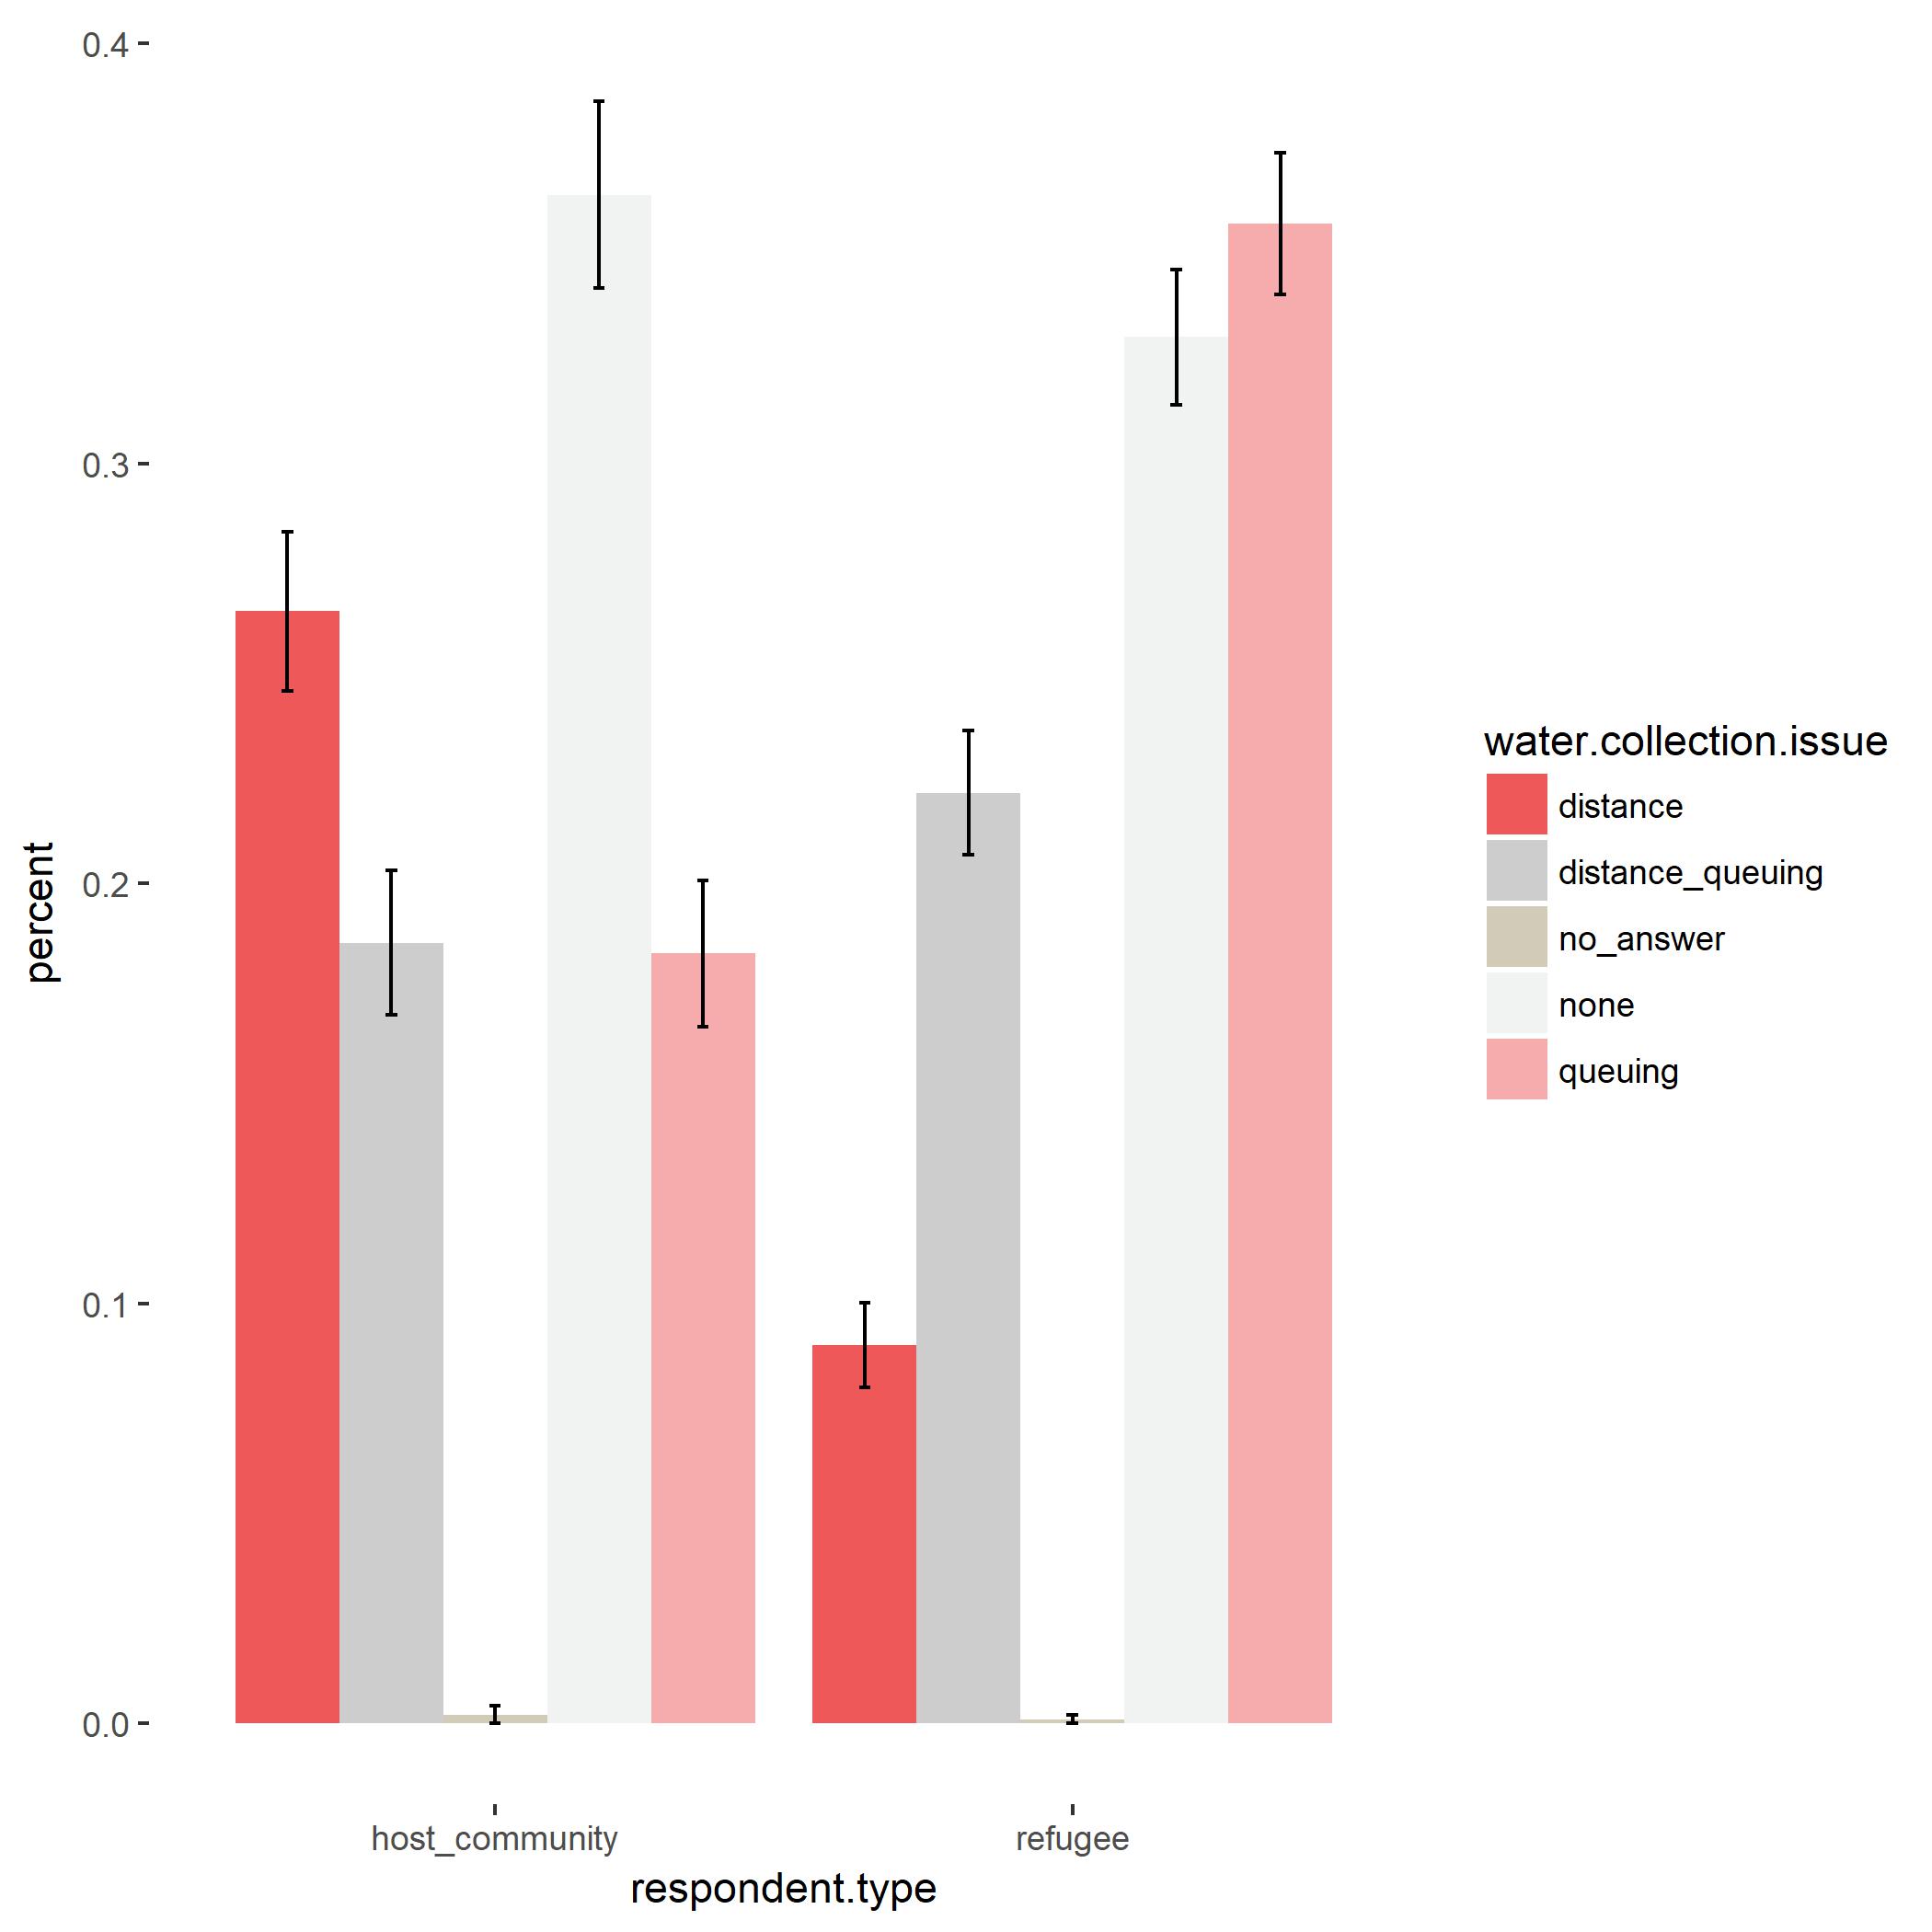 0.4
0.3
0.2
0.1
0.0
percent
host_community
refugee
respondent.type
water.collection.issue
distance
distance_queuing
no_answer
none
queuing